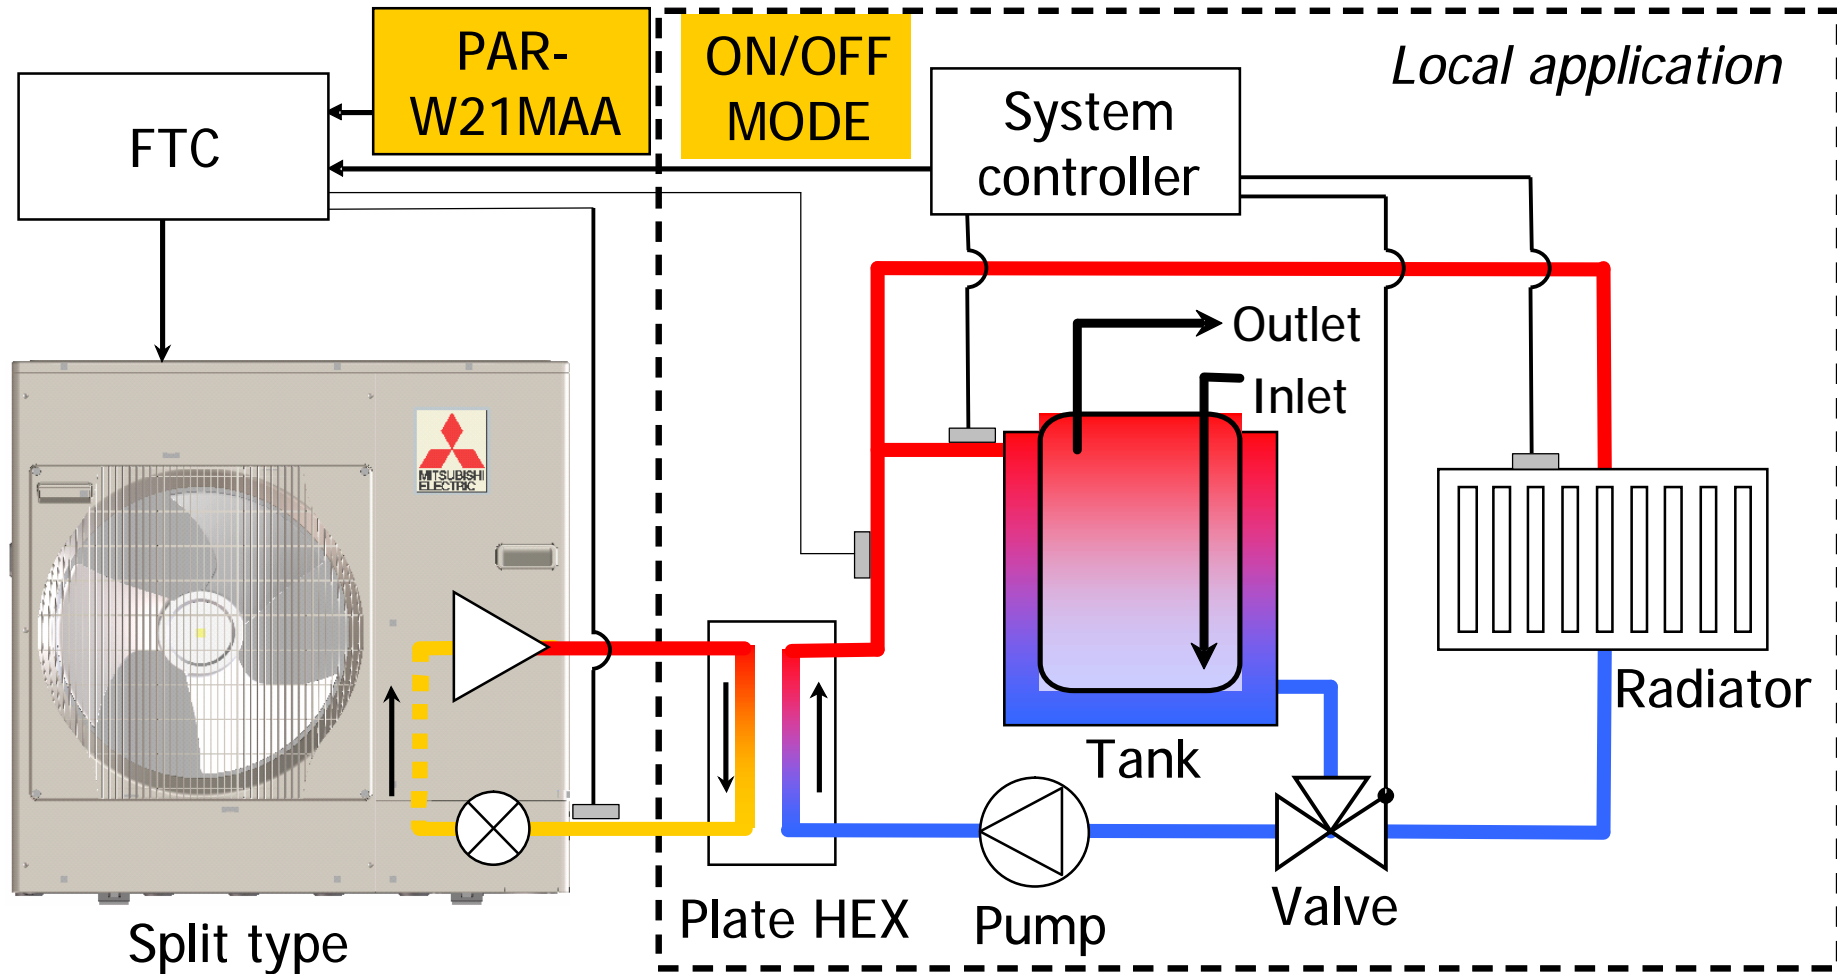 PAR-
W21MAA
ON/OFF
MODE
Local application
FTC
System
controller
Outlet
Inlet
MITSUBISHI
ELECTRIC
Radiator
Tank
Plate HEX
Pump
Valve
Split type